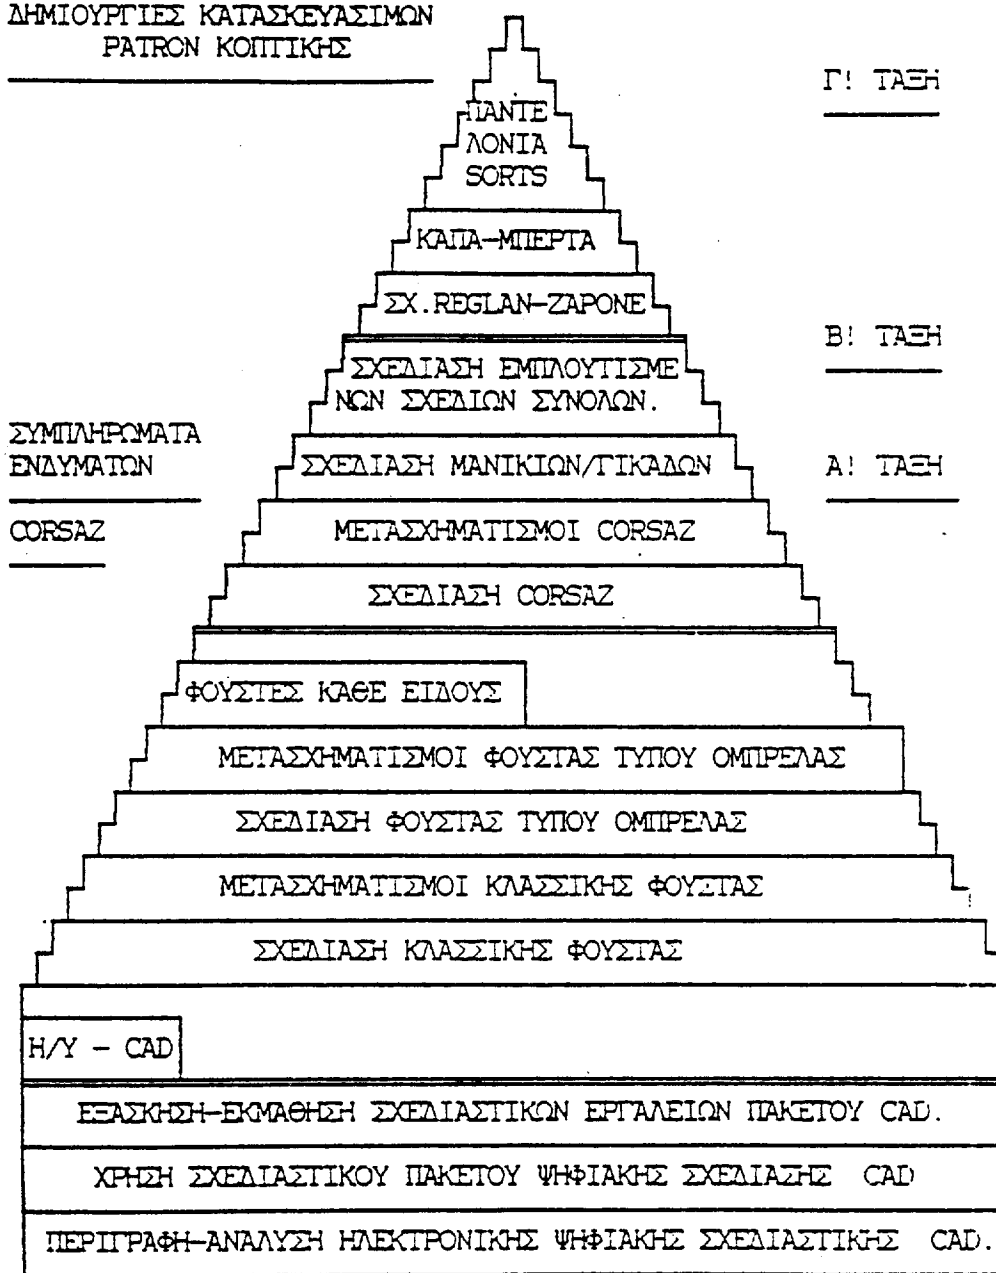 ΔΗΜΙΟΥΡΓΙΕΣ ΚΑΤΑΣΚΕΥΑΣΙΜΩΝ
PATRON ΚΟΠΤΙΚΗΣ
Γ! ΤΑΞΗ
ΠΑΝΤΕ
ΛΟΝΙΑ
SORTS
ΚΑΠΑ-ΜΠΕΡΤΑ
ΣΧ.REGLAN-ZAPONE
Β! ΤΑΞΗ
ΣΧΕΔΙΑΣΗ ΕΜΠΛΟΥΤΙΣΜΕ
ΝΩΝ ΣΧΕΔΙΩΝ ΣΥΝΟΛΩΝ.
ΣΥΜΠΛΗΡΩΜΑΤΑ
ΕΝΔΥΜΑΤΩΝ
ΣΧΕΔΙΑΣΗ ΜΑΝΙΚΙΩΝ/ΓΙΚΑΔΩΝ
Α! ΤΑΞΗ
CORSAZ
ΜΕΤΑΣΧΗΜΑΤΙΣΜΟΙ CORSAZ
ΣΧΕΔΙΑΣΗ CORSAZ
ΦΟΥΣΤΕΣ ΚΑΘΕ ΕΙΔΟΥΣ
ΜΕΤΑΣΧΗΜΑΤΙΣΜΟΙ ΦΟΥΣΤΑΣ ΤΥΠΟΥ ΟΜΠΡΕΛΑΣ
ΣΧΕΔΙΑΣΗ ΦΟΥΣΤΑΣ ΤΥΠΟΥ ΟΜΠΡΕΛΑΣ
ΜΕΤΑΣΧΗΜΑΤΙΣΜΟΙ ΚΛΑΣΣΙΚΗΣ ΦΟΥΣΤΑΣ
ΣΧΕΔΙΑΣΗ ΚΛΑΣΣΙΚΗΣ ΦΟΥΣΤΑΣ
Η/Υ - CAD
ΕΞΑΣΚΗΣΗ-ΕΚΜΑΘΗΣΗ ΣΧΕΔΙΑΣΤΙΚΩΝ ΕΡΓΑΛΕΙΩΝ ΠΑΚΕΤΟΥ CAD.
ΧΡΗΣΗ ΣΧΕΔΙΑΣΤΙΚΟΥ ΠΑΚΕΤΟΥ ΨΗΦΙΑΚΗΣ ΣΧΕΔΙΑΣΗΣ CAD
ΠΕΡΙΓΡΑΦΗ-ΑΝΑΛΥΣΗ ΗΛΕΚΤΡΟΝΙΚΗΣ ΨΗΦΙΑΚΗΣ ΣΧΕΔΙΑΣΤΙΚΗΣ CAD.